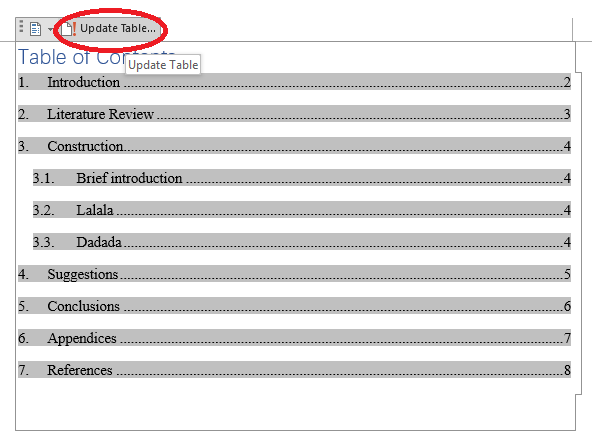 Update Table...
Table of Contents
Update Table
1. Introduction ........ 2
2. Literature Review ........ 3
3. Construction ........ 4
3.1. Brief introduction ........ 4
3.2. Lalala ........ 4
3.3. Dadada ........ 4
4. Suggestions ........ 5
5. Conclusions ........ 6
6. Appendices ........ 7
7. References ........ 8